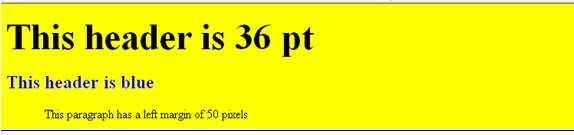 This header is 36 pt
This header is blue
This paragraph has a left margin of 50 pixels